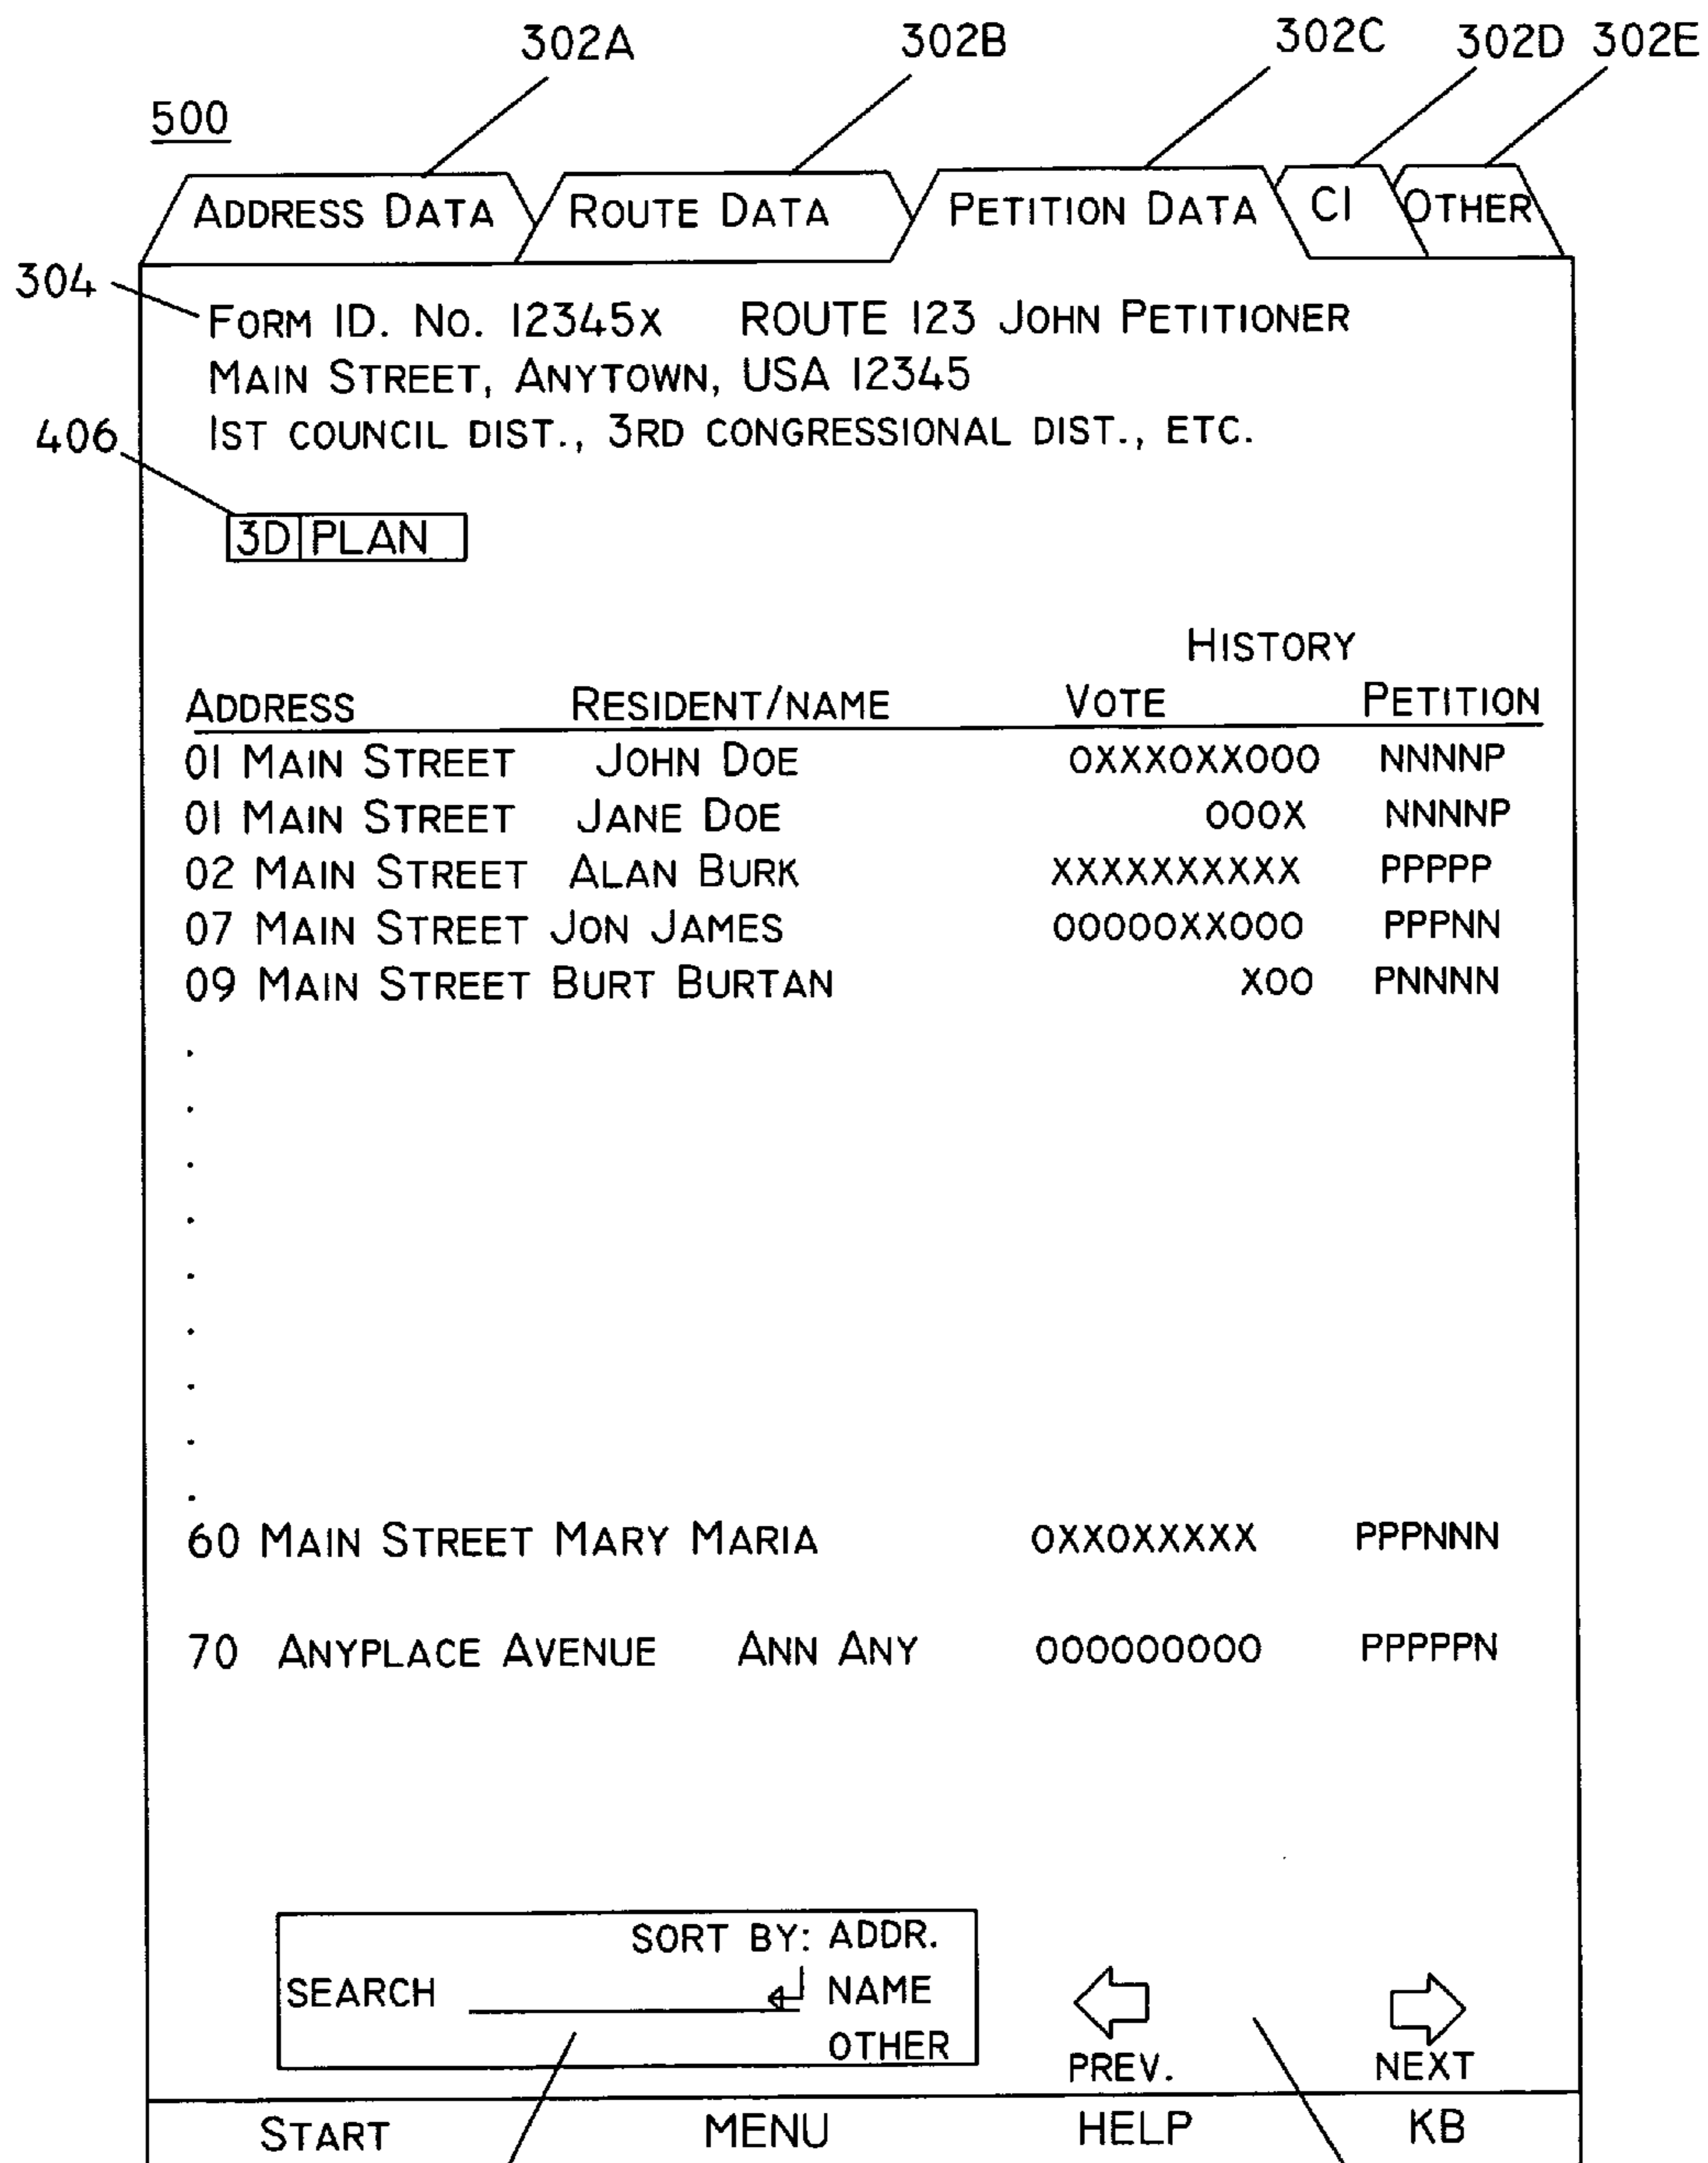 302A 302B 302C 302D 302E
500
ADDRESS DATA ROUTE DATA PETITION DATA CI OTHER
304
FORM ID. NO. 12345X ROUTE 123 JOHN PETITIONER
MAIN STREET, ANYTOWN, USA 12345
406 1ST COUNCIL DIST., 3RD CONGRESSIONAL DIST., ETC.
3D PLAN
HISTORY
ADDRESS RESIDENT/NAME VOTE PETITION
01 MAIN STREET JOHN DOE OXXXOXXOOO NNNNP
01 MAIN STREET JANE DOE OOOX NNNNP
02 MAIN STREET ALAN BURK XXXXXXXXXX PPPPP
07 MAIN STREET JON JAMES OOOOOXXOOO PPPNN
09 MAIN STREET BURT BURTAN XOO PNNNN
.
.
.
.
.
.
.
.
.
60 MAIN STREET MARY MARIA OXXOXXXXX PPPNNN
70 ANYPLACE AVENUE ANN ANY OOOOOOOOO PPPPPN
SORT BY: ADDR.
SEARCH NAME
OTHER
PREV. NEXT
START MENU HELP KB